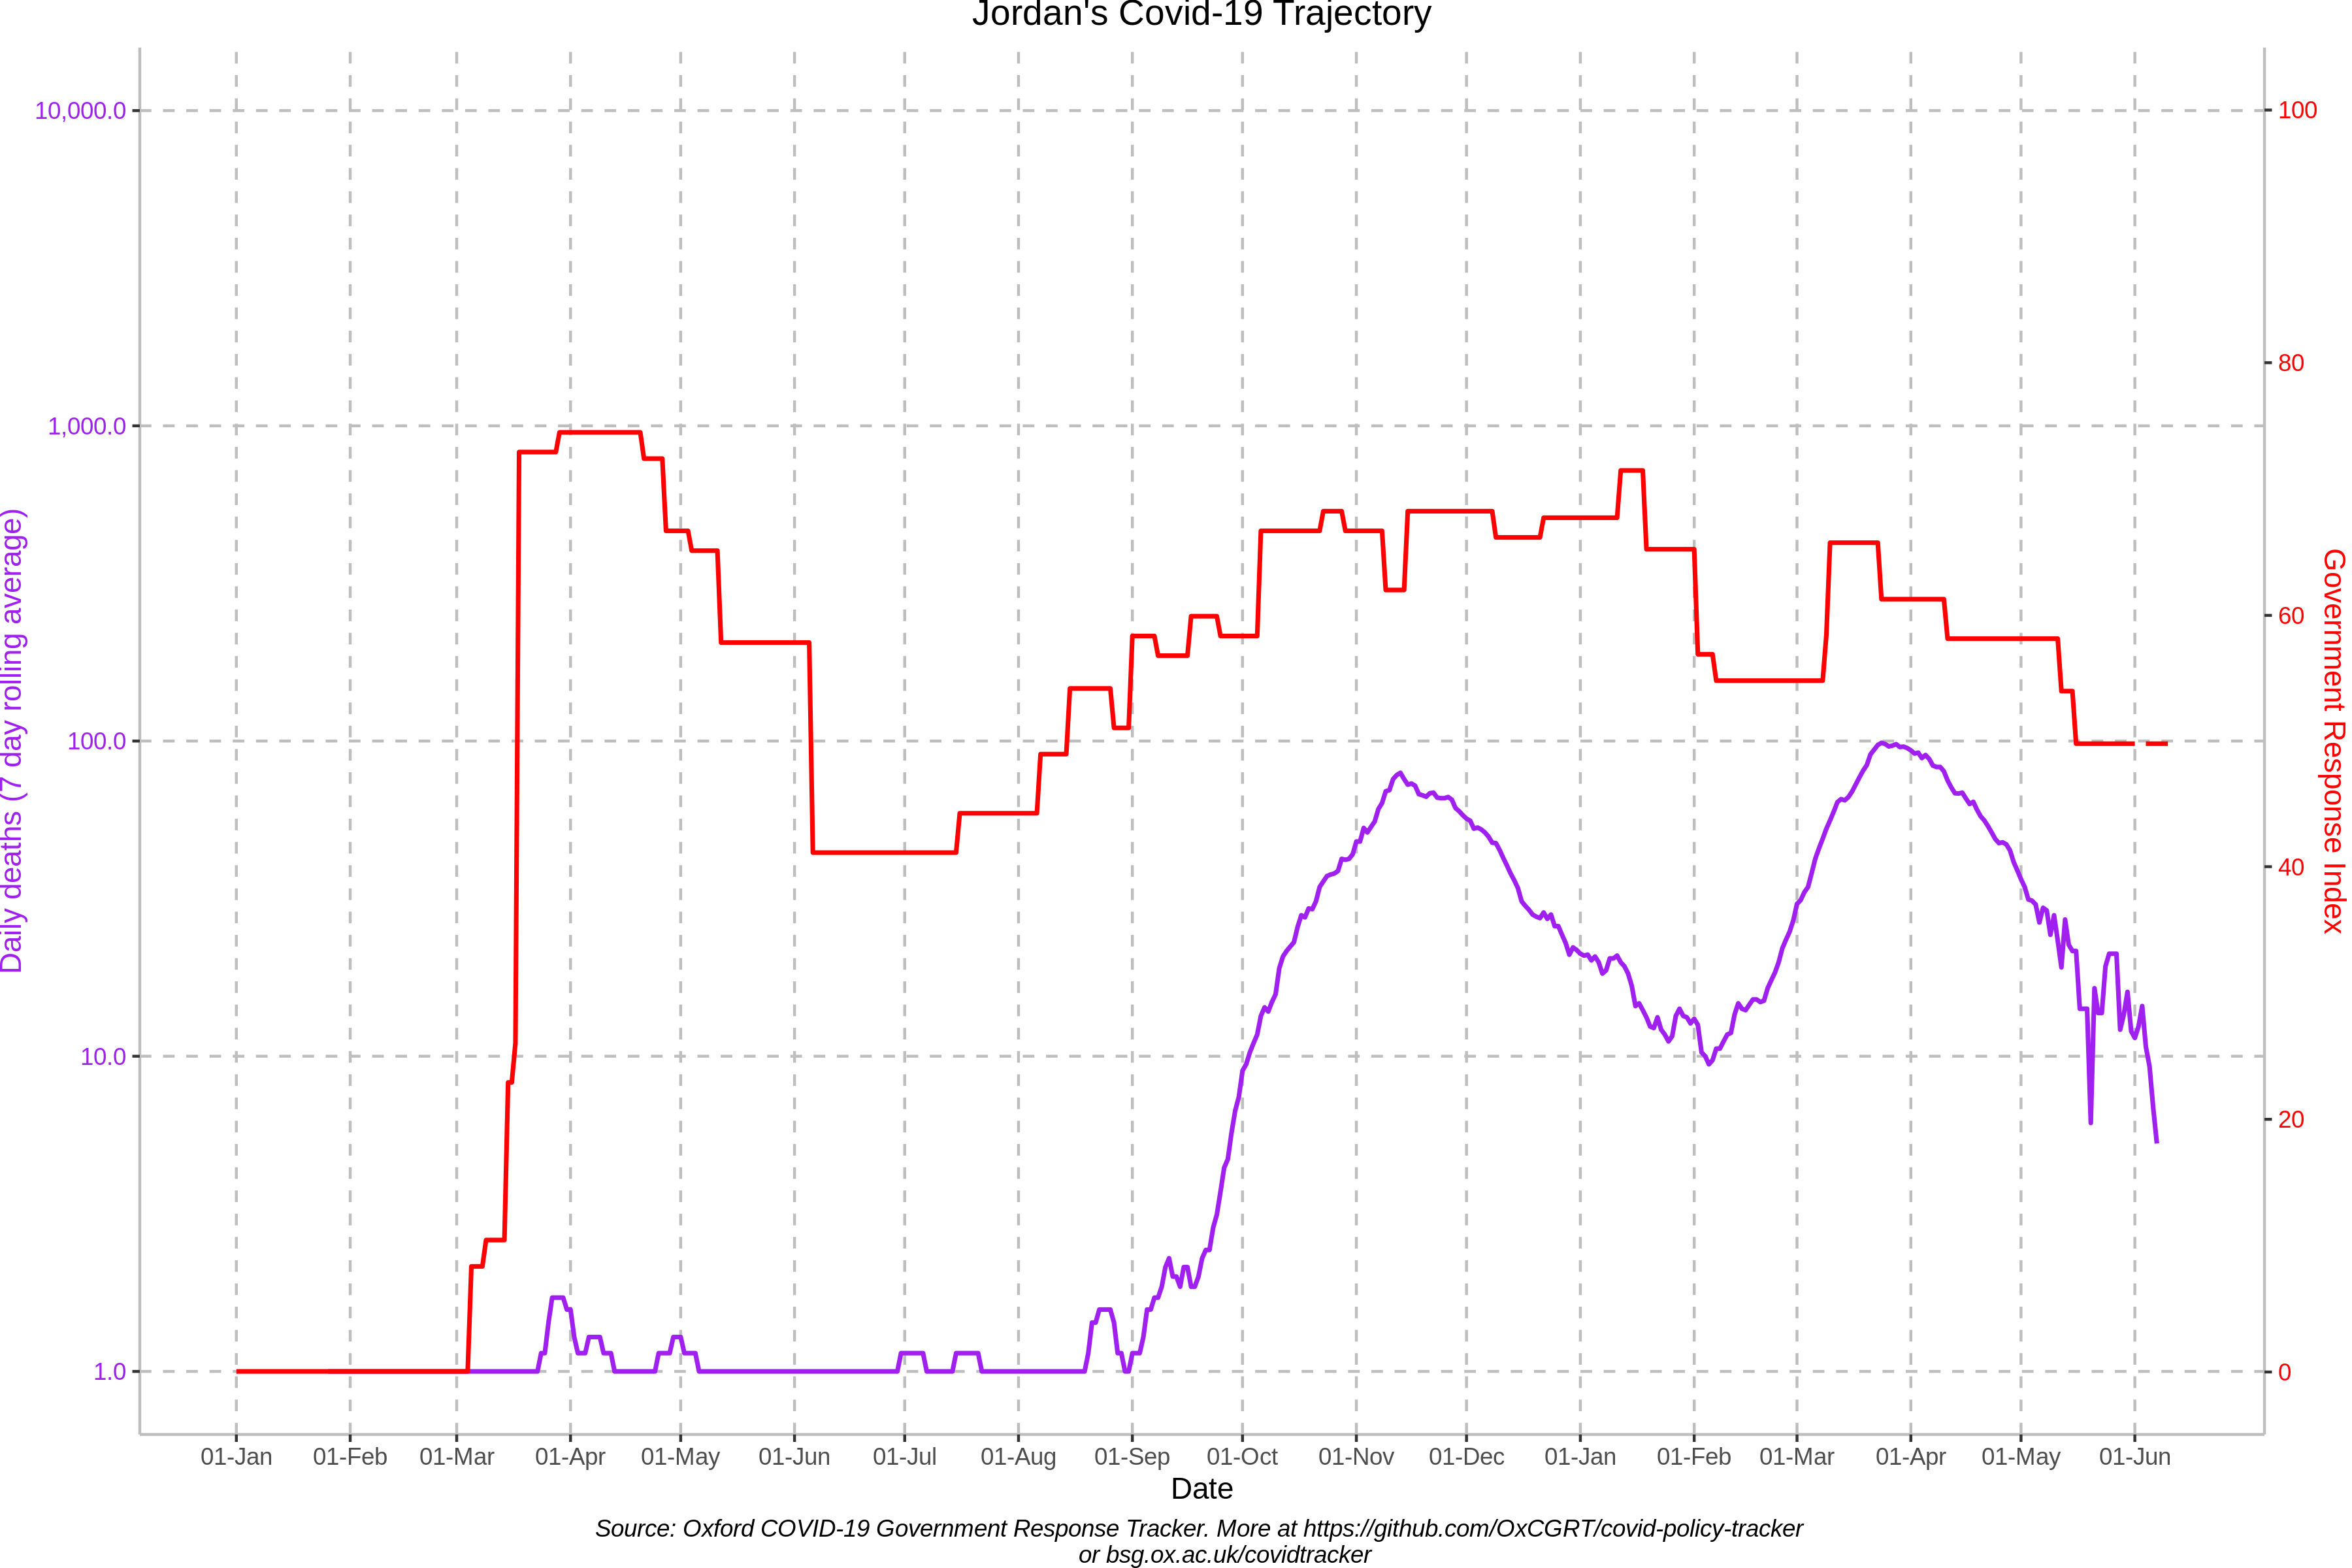 Jordan's Covid-19 Trajectory
10,000.0
1,000.0
100.0
10.0
1.0
Daily deaths (7 day rolling average)
100
80
60
40
20
0
Government Response Index
01-Jan 01-Feb 01-Mar 01-Apr 01-May 01-Jun 01-Jul 01-Aug 01-Sep 01-Oct 01-Nov 01-Dec 01-Jan 01-Feb 01-Mar 01-Apr 01-May 01-Jun
Date
Source: Oxford COVID-19 Government Response Tracker. More at https://github.com/OxCGRT/covid-policy-tracker
or bsg.ox.ac.uk/covidtracker